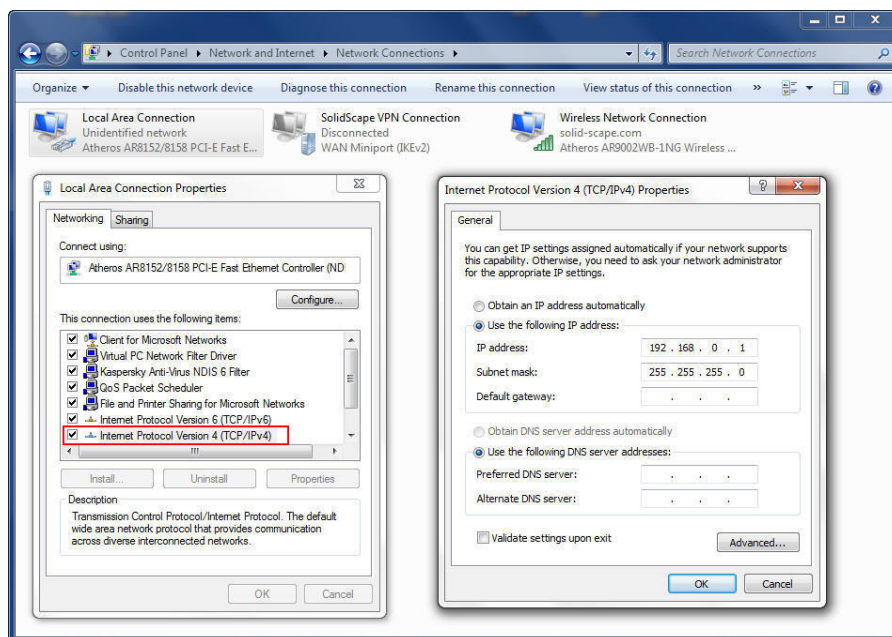 Control Panel Network and Internet Network Connections
Search Network Connections
Organize Disable this network device Diagnose this connection Rename this connection View status of this connection »
Local Area Connection
Unidentified network
Atheros AR8152/8158 PCI-E Fast E...
SolidScape VPN Connection
Disconnected
WAN Miniport (IKEv2)
Wireless Network Connection
solid-scape.com
Atheros AR9002WB-1NG Wireless ...
Local Area Connection Properties
Networking Sharing
Connect using:
Atheros AR8152/8158 PCI-E Fast Ethernet Controller (ND
Configure...
This connection uses the following items:
Client for Microsoft Networks
Virtual PC Network Filter Driver
Kaspersky Anti-Virus NDIS 6 Filter
QoS Packet Scheduler
File and Printer Sharing for Microsoft Networks
Internet Protocol Version 6 (TCP/IPv6)
Internet Protocol Version 4 (TCP/IPv4)
Install... Uninstall Properties
Description
Transmission Control Protocol/Internet Protocol. The default
wide area network protocol that provides communication
across diverse interconnected networks.
OK Cancel
Internet Protocol Version 4 (TCP/IPv4) Properties
General
You can get IP settings assigned automatically if your network supports
this capability. Otherwise, you need to ask your network administrator
for the appropriate IP settings.
Obtain an IP address automatically
Use the following IP address:
IP address: 192 . 168 . 0 . 1
Subnet mask: 255 . 255 . 255 . 0
Default gateway: . . .
Obtain DNS server address automatically
Use the following DNS server addresses:
Preferred DNS server: . . .
Alternate DNS server: . . .
Validate settings upon exit
Advanced...
OK Cancel